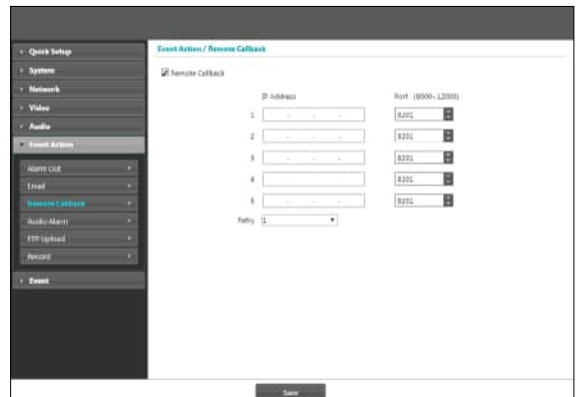 Quick Setup
System
Network
Video
Audio
Event Action
Alarm Out
Email
Remote Callback
Audio Alarm
FTP Upload
Record
Event
Event Action / Remote Callback
Remote Callback
IP Address Port (8000~12000)
1 . . . 8201
2 . . . 8201
3 . . . 8201
4 . . . 8201
5 . . . 8201
Retry 1
Save